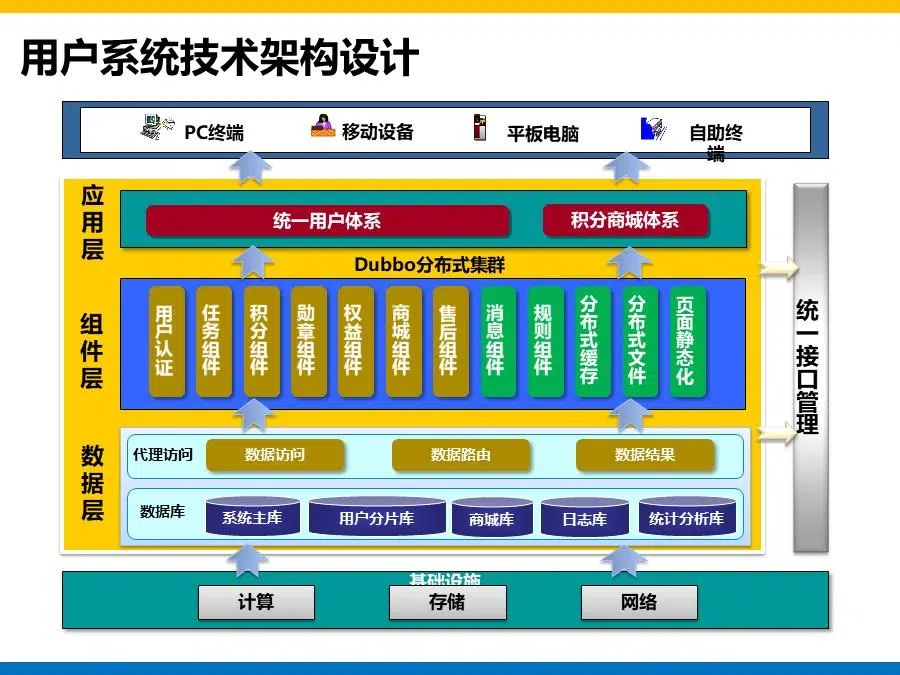 用户系统技术架构设计
PC终端
移动设备
平板电脑
自助终
端
应用层
统一用户体系
积分商城体系
Dubbo分布式集群
组件层
用户认证
任务组件
积分组件
勋章组件
权益组件
商城组件
售后组件
消息组件
规则组件
分布式缓存
分布式文件
页面静态化
数据层
代理访问
数据访问
数据路由
数据结果
数据库
系统主库
用户分片库
商城库
日志库
统计分析库
统一接口管理
基础设施
计算
存储
网络